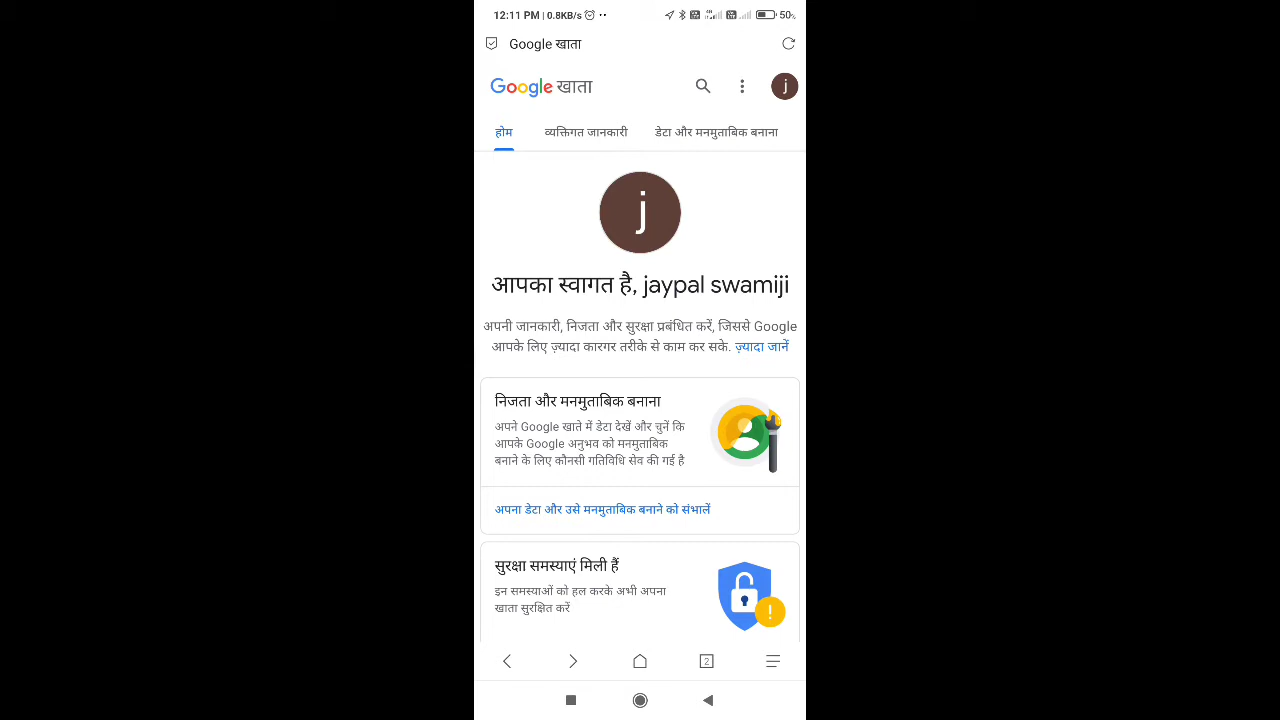 12:11 PM | 0.8KB/s
50%
Google खाता
Google खाता
j
होम व्यक्तिगत जानकारी डेटा और मनमुताबिक बनाना
j
आपका स्वागत है, jaypal swamiji
अपनी जानकारी, निजता और सुरक्षा प्रबंधित करें, जिससे Google
आपके लिए ज़्यादा कारगर तरीके से काम कर सके. ज़्यादा जानें
निजता और मनमुताबिक बनाना
अपने Google खाते में डेटा देखें और चुनें कि
आपके Google अनुभव को मनमुताबिक
बनाने के लिए कौनसी गतिविधि सेव की गई है
अपना डेटा और उसे मनमुताबिक बनाने को संभालें
सुरक्षा समस्याएं मिली हैं
इन समस्याओं को हल करके अभी अपना
खाता सुरक्षित करें
2